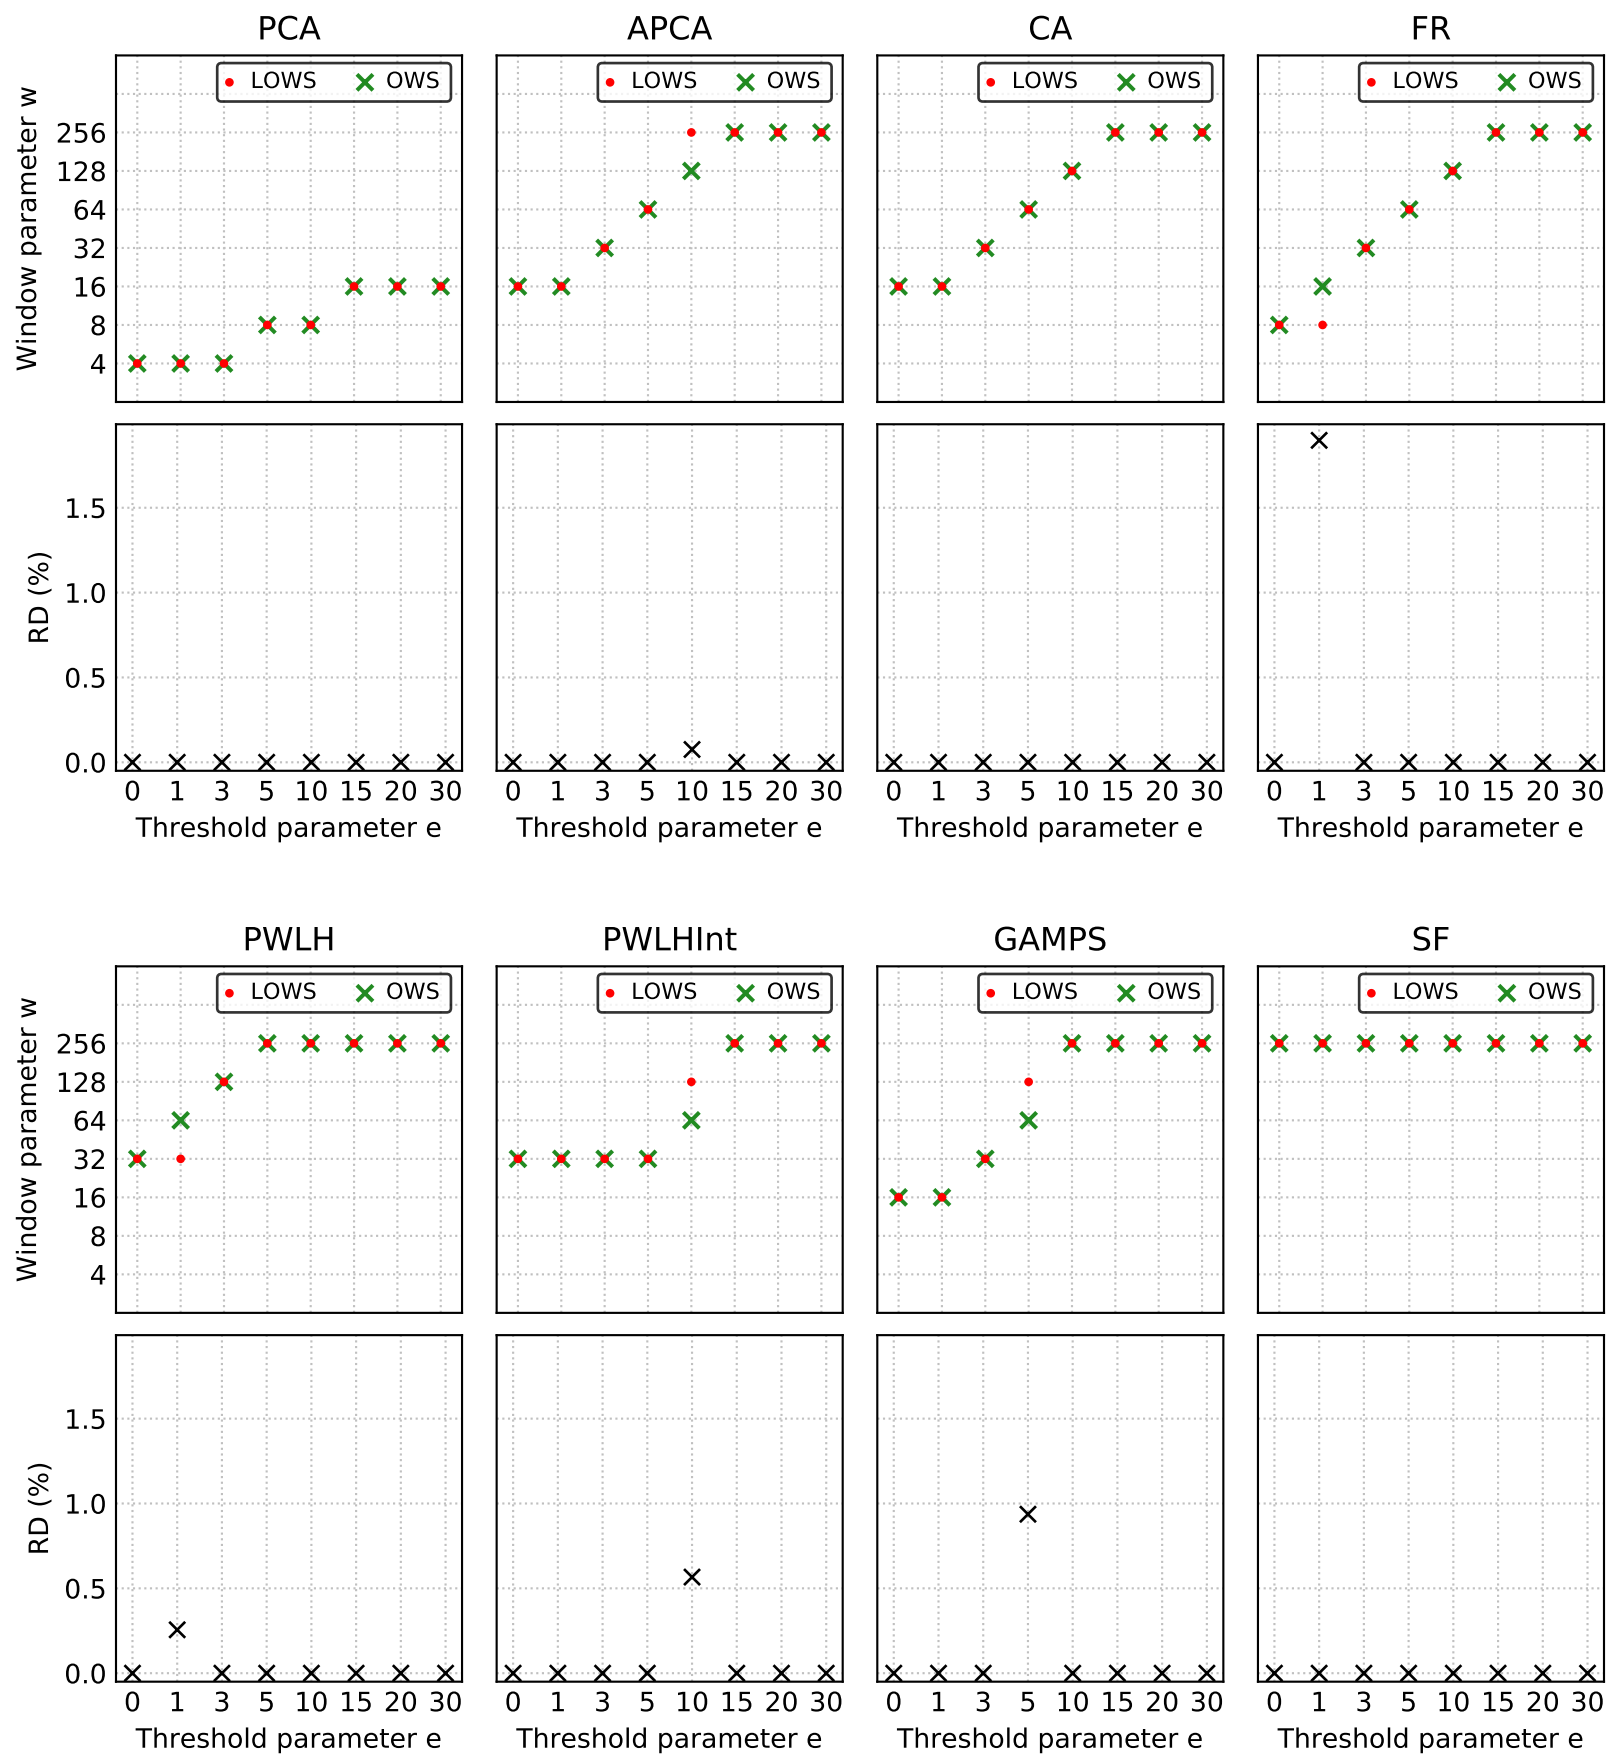 PCA APCA CA FR
LOWS OWS LOWS OWS LOWS OWS LOWS OWS
Window parameter w
256
128
64
32
16
8
4
RD (%)
1.5
1.0
0.5
0.0
0 1 3 5 10 15 20 30 0 1 3 5 10 15 20 30 0 1 3 5 10 15 20 30 0 1 3 5 10 15 20 30
Threshold parameter e Threshold parameter e Threshold parameter e Threshold parameter e
PWLH PWLHInt GAMPS SF
LOWS OWS LOWS OWS LOWS OWS LOWS OWS
Window parameter w
256
128
64
32
16
8
4
RD (%)
1.5
1.0
0.5
0.0
0 1 3 5 10 15 20 30 0 1 3 5 10 15 20 30 0 1 3 5 10 15 20 30 0 1 3 5 10 15 20 30
Threshold parameter e Threshold parameter e Threshold parameter e Threshold parameter e